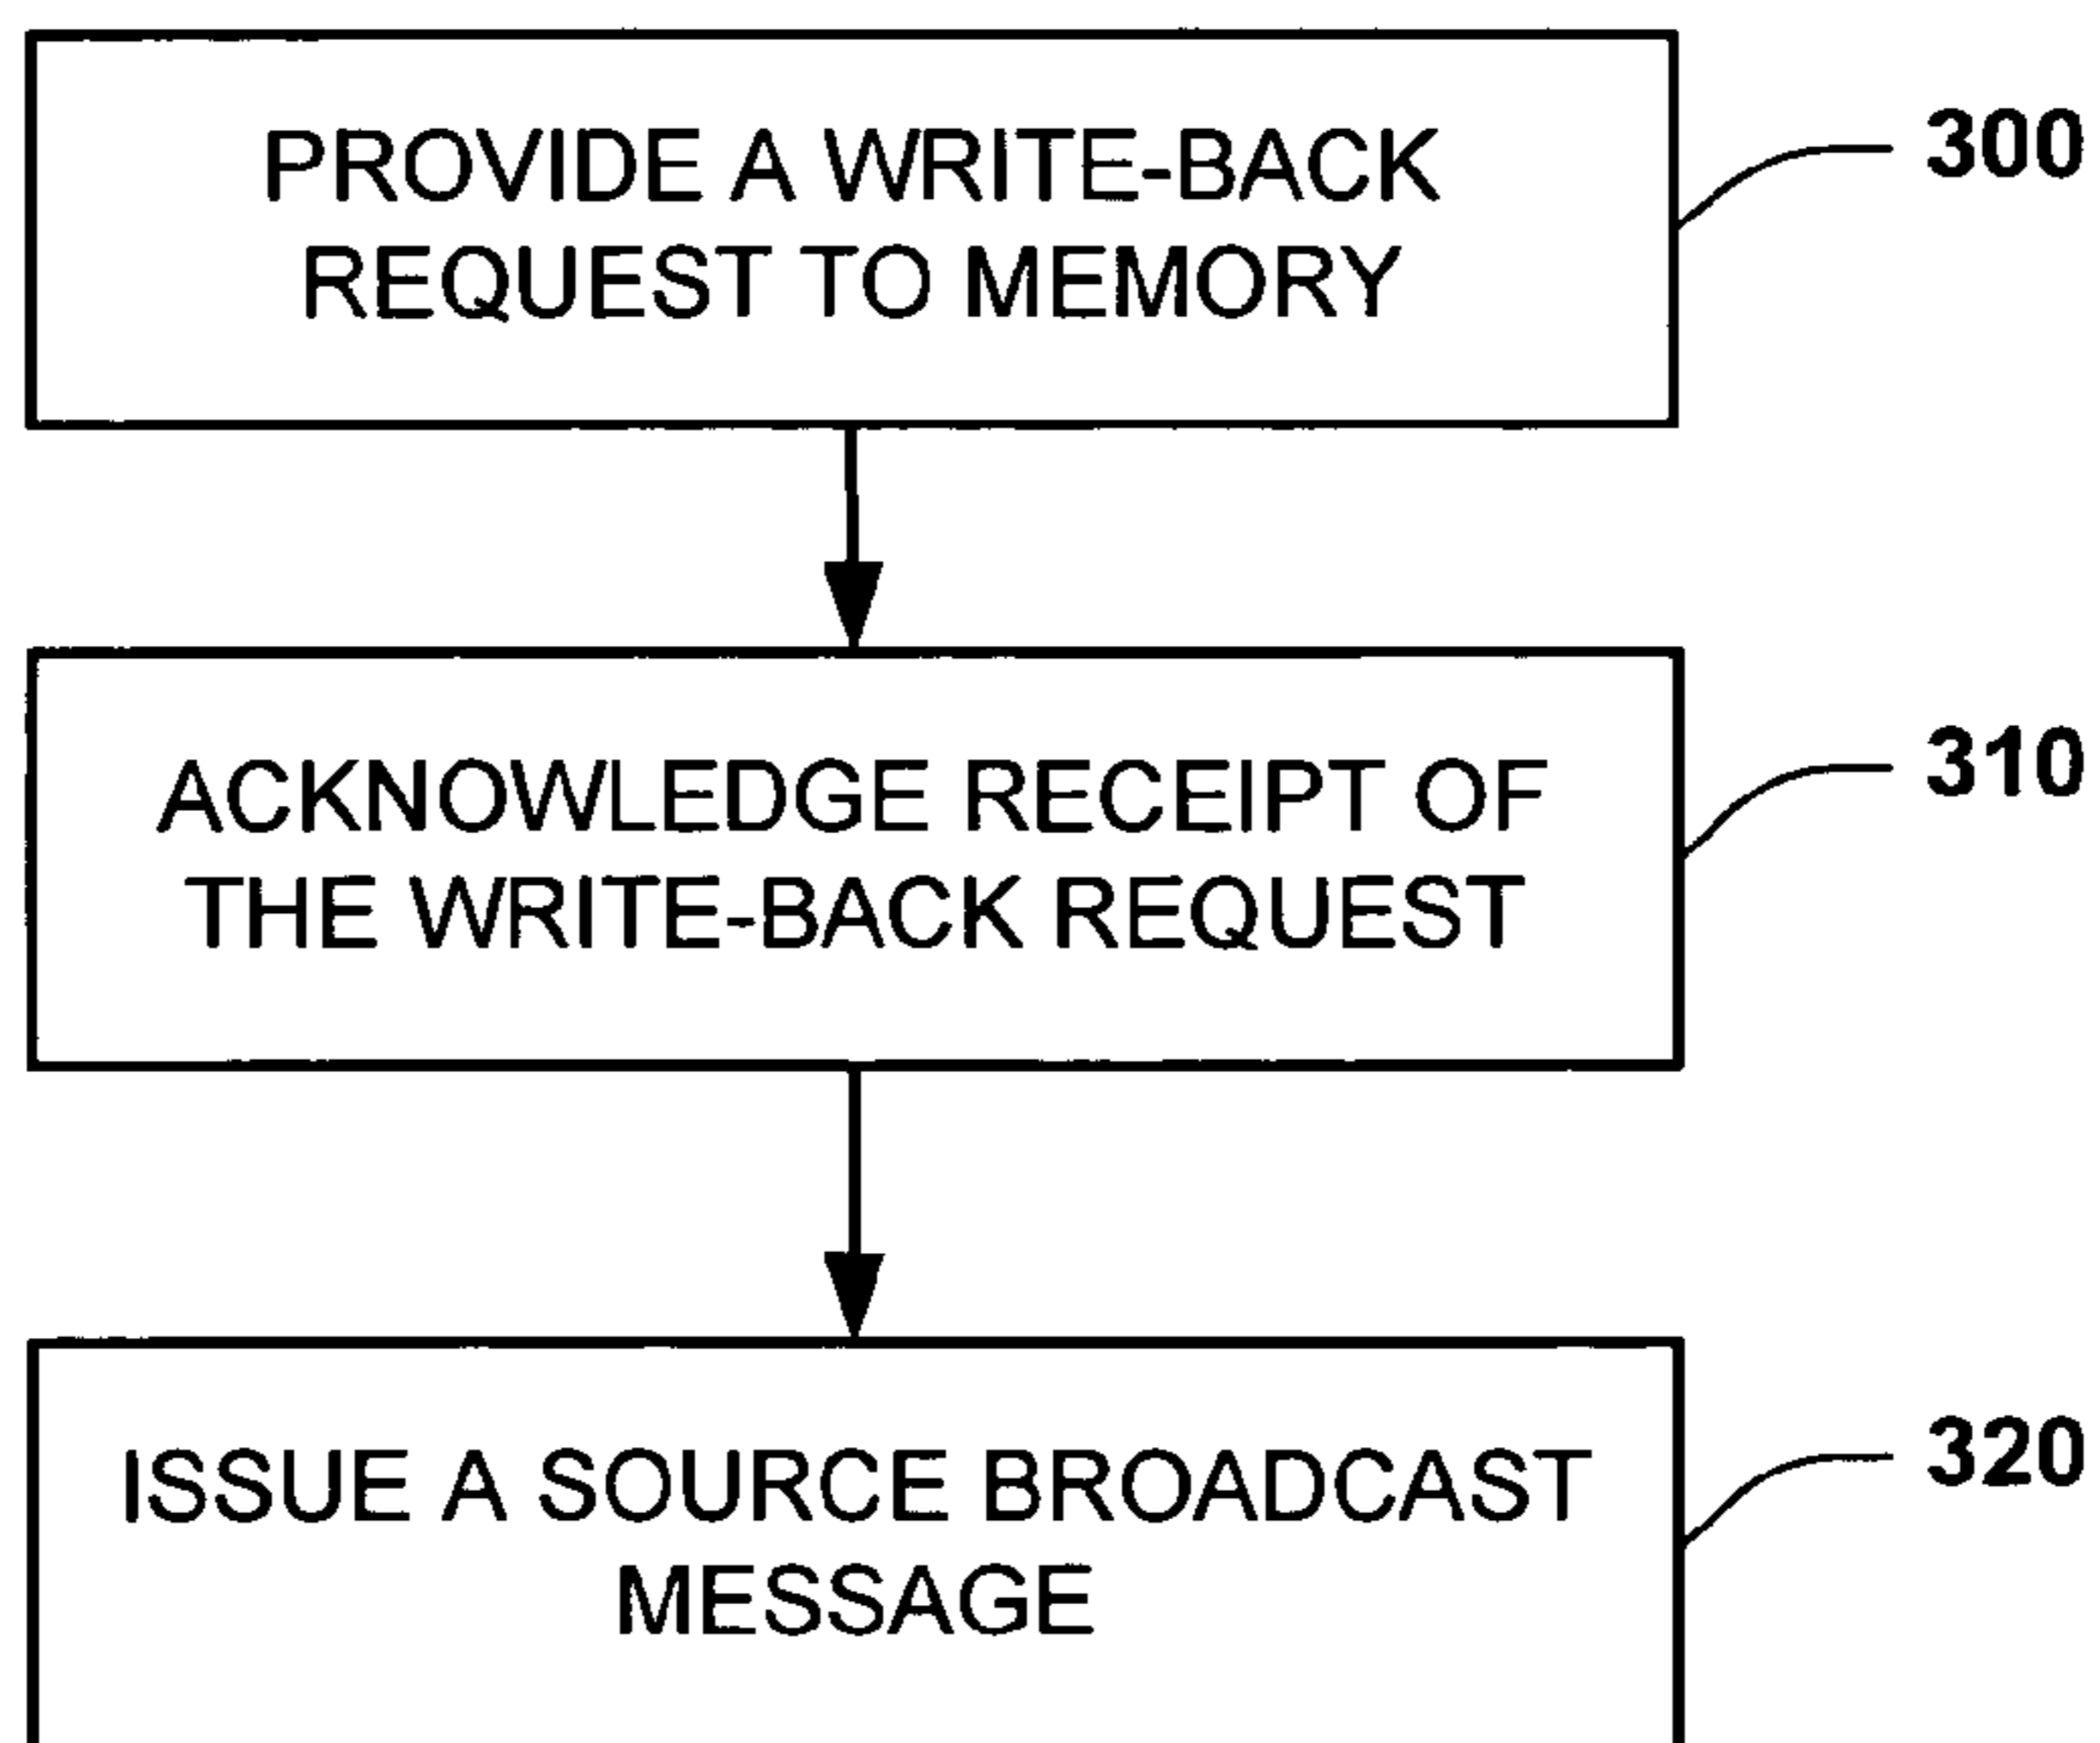 PROVIDE A WRITE-BACK
REQUEST TO MEMORY
300
ACKNOWLEDGE RECEIPT OF
THE WRITE-BACK REQUEST
310
ISSUE A SOURCE BROADCAST
MESSAGE
320